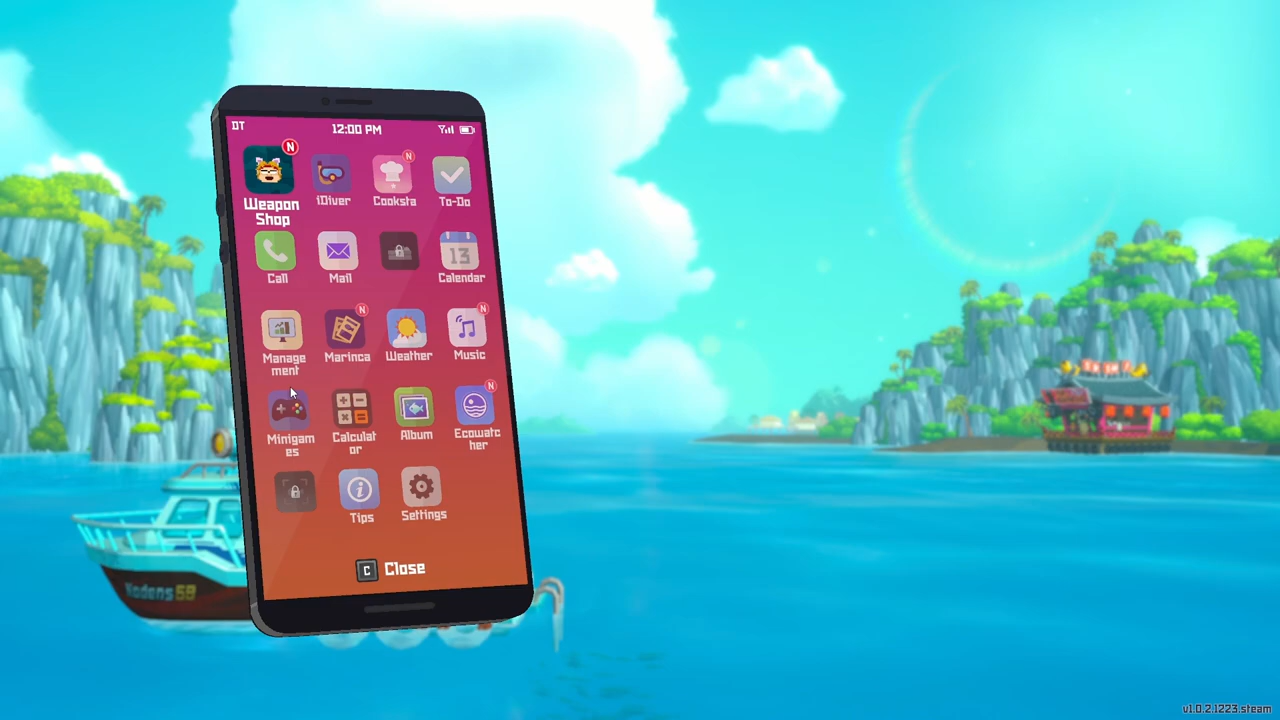 DT
12:00 PM
N
N
Weapon
Shop
iDiver
Cooksta
To-Do
13
Call
Mail
Calendar
N
N
Manage
ment
Marinca
Weather
Music
N
Minigam
es
Calculat
or
Album
Ecowatc
her
i
Tips
Settings
C Close
Nodens 59
v1.0.2.1223.steam